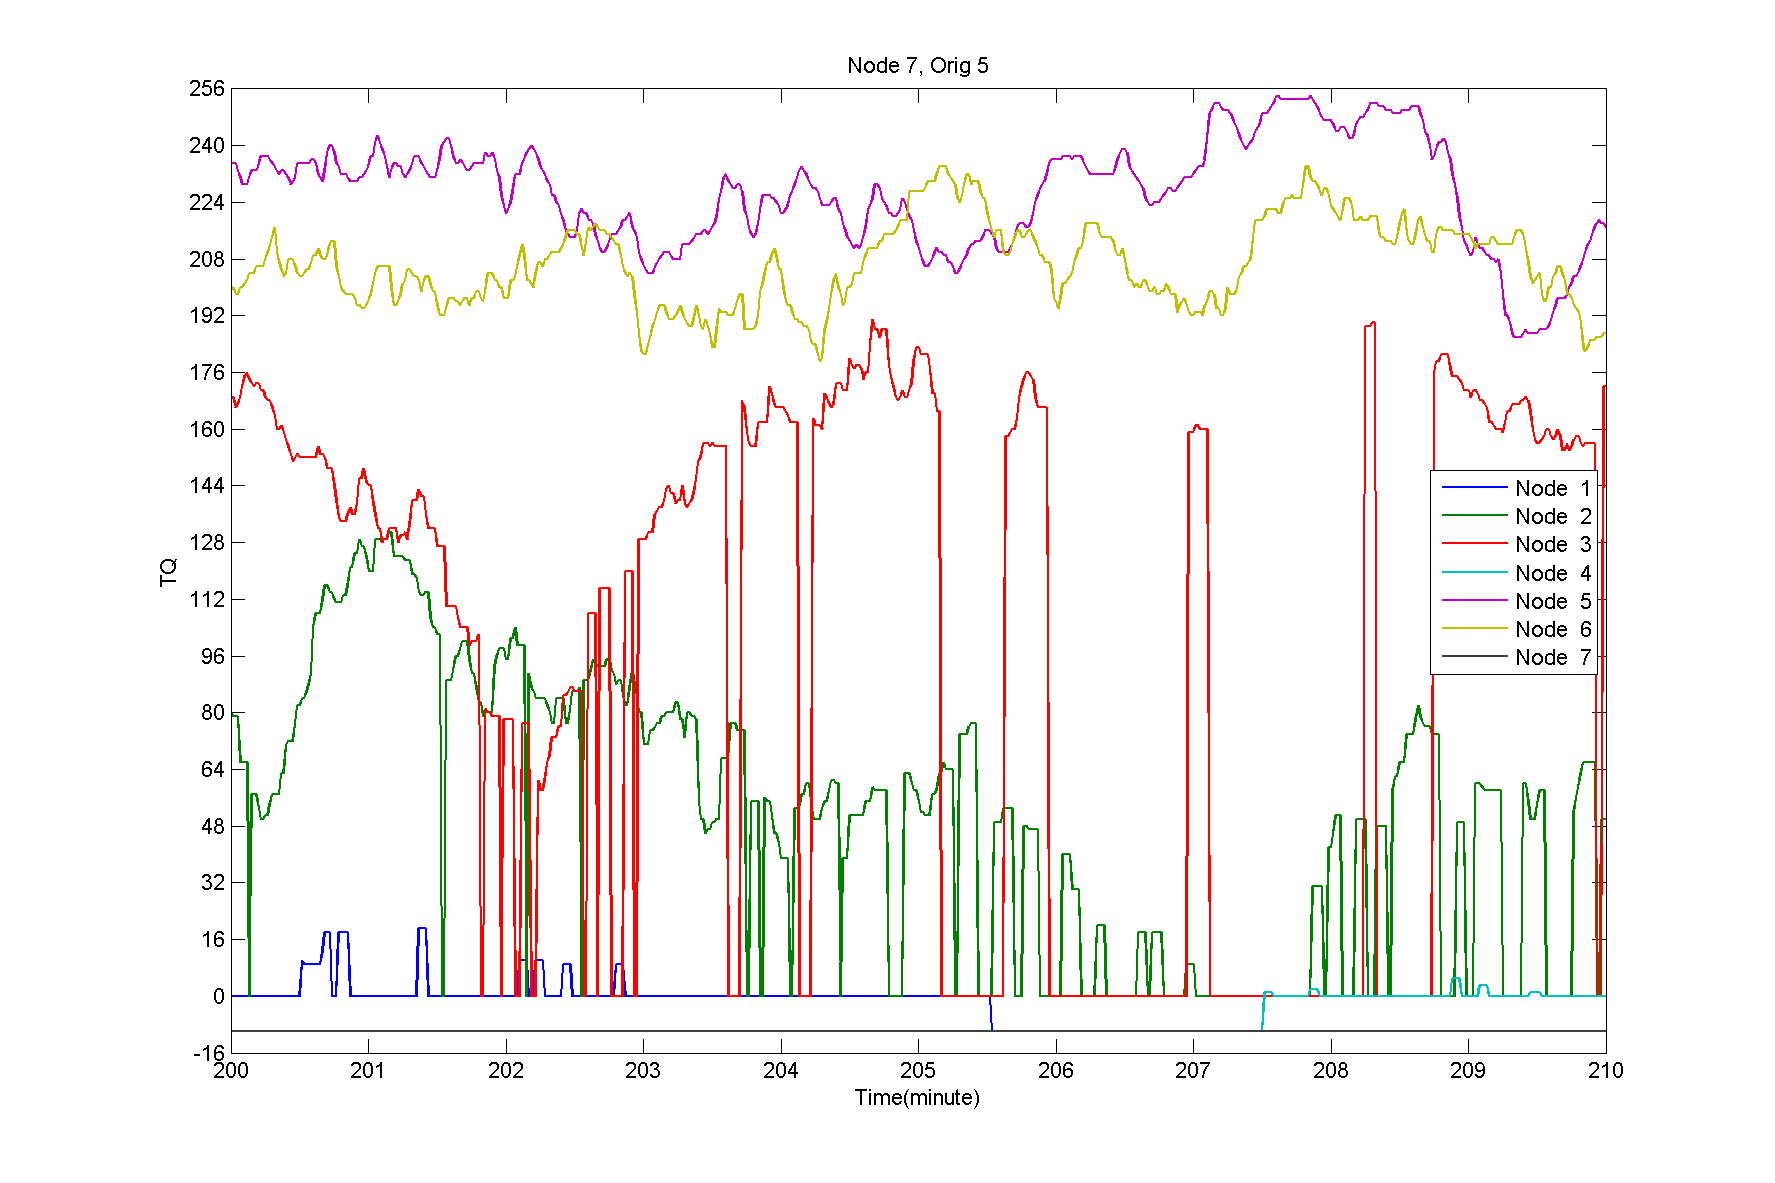 Node 7, Orig 5
256
240
224
208
192
176
160
144
128
112
96
80
64
48
32
16
0
-16
TQ
Node 1
Node 2
Node 3
Node 4
Node 5
Node 6
Node 7
200 201 202 203 204 205 206 207 208 209 210
Time(minute)